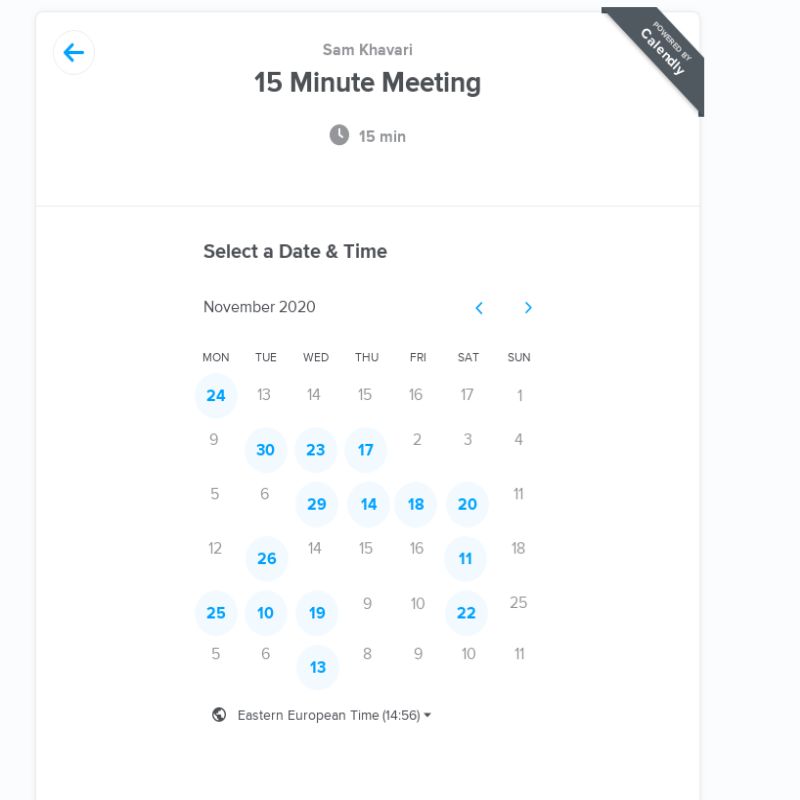 POWERED BY
Calendly
Sam Khavari
15 Minute Meeting
15 min
Select a Date & Time
November 2020
MON TUE WED THU FRI SAT SUN
24 13 14 15 16 17 1
9 30 23 17 2 3 4
5 6 29 14 18 20 11
12 26 14 15 16 11 18
25 10 19 9 10 22 25
5 6 13 8 9 10 11
Eastern European Time (14:56)